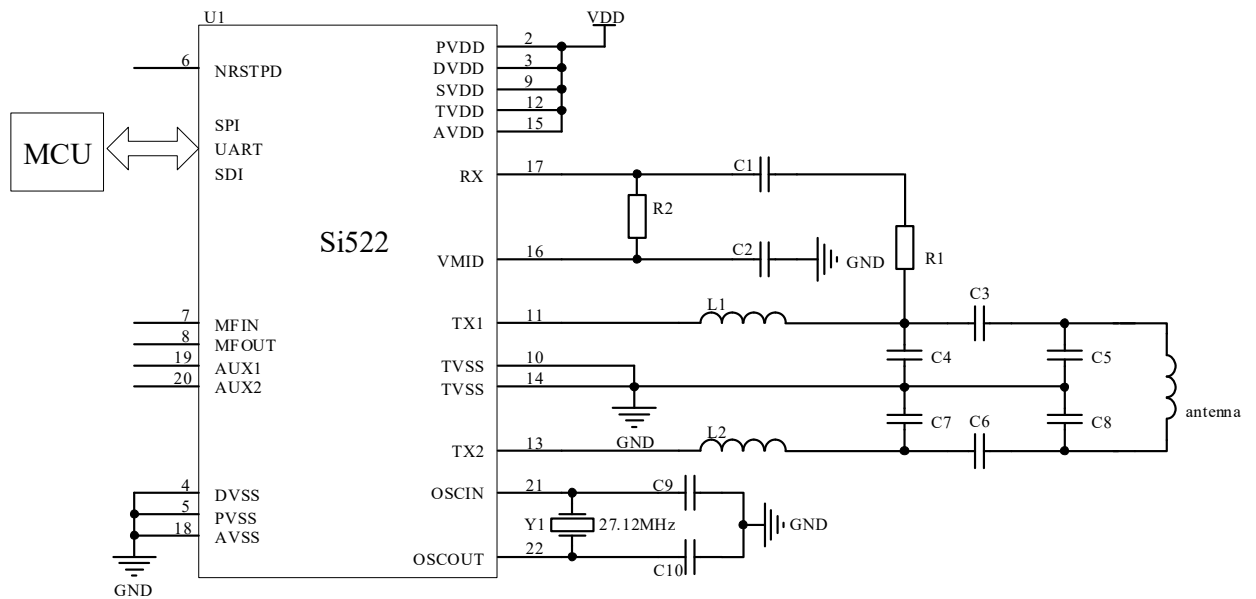 U1
VDD
2
PVDD
6
NRSTPD
3
DVDD
9
SVDD
12
TVDD
15
AVDD
MCU
SPI
UART
SDI
17
RX
C1
R2
Si522
16
VMID
C2
GND
R1
7
MFIN
8
MFOUT
19
AUX1
20
AUX2
11
TX1
L1
C3
10
TVSS
14
TVSS
C4
C5
GND
antenna
13
TX2
L2
C7
C6
C8
4
DVSS
5
PVSS
18
AVSS
GND
21
OSCIN
C9
Y1
27.12MHz
GND
22
OSCOUT
C10